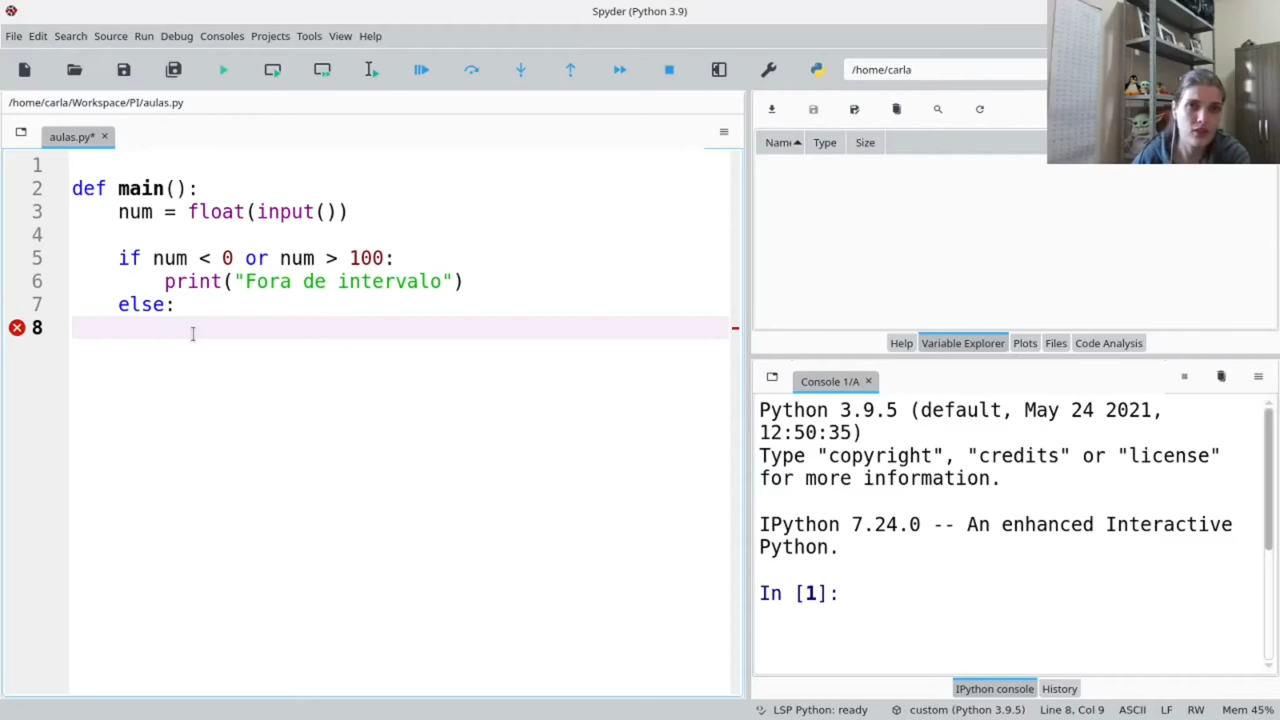 Spyder (Python 3.9)
File Edit Search Source Run Debug Consoles Projects Tools View Help
/home/carla
/home/carla/Workspace/PI/aulas.py
aulas.py*
Name Type Size
1
2 def main():
3 num = float(input())
4
5 if num < 0 or num > 100:
6 print("Fora de intervalo")
7 else:
8
Help Variable Explorer Plots Files Code Analysis
Console 1/A
Python 3.9.5 (default, May 24 2021,
12:50:35)
Type "copyright", "credits" or "license"
for more information.
IPython 7.24.0 -- An enhanced Interactive
Python.
In [1]:
IPython console History
LSP Python: ready custom (Python 3.9.5) Line 8, Col 9 ASCII LF RW Mem 45%